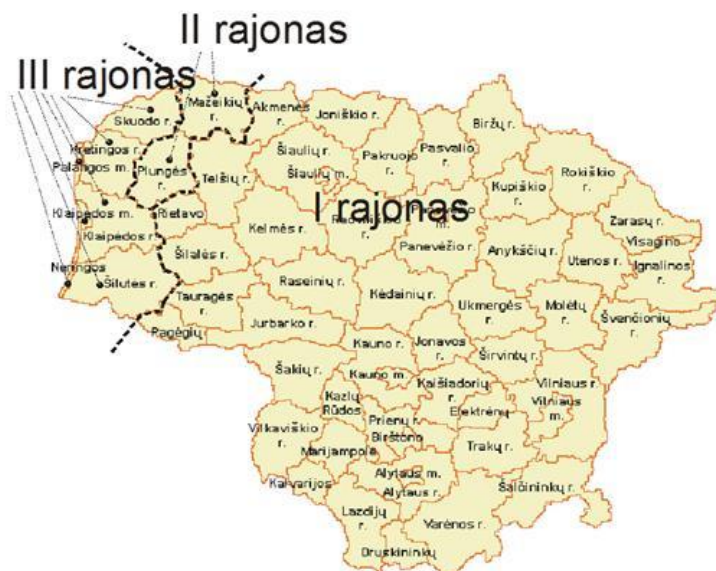 II rajonas
III rajonas
Skuodo r.
Mažeikių
r.
Akmenės
r.
Joniškio r.
Biržų r.
Kretingos r.
Palangos m.
Plungės
r.
Telšių r.
Šiaulių r.
Šiaulių m.
Pakruojo
r.
Pasvalio
r.
Rokiškio
r.
Kupiškio
r.
Klaipėdos m.
Klaipėdos r.
Rietavo
Kelmės r.
I rajonas
r.
m.
Panevėžio r.
Anykščių
r.
Zarasų r.
Visagino
Utenos r.
Ignalinos
r.
Neringos
Šilutės r.
Šilalės r.
Tauragės
r.
Raseinių r.
Kėdainių r.
Ukmergės
r.
Molėtų
r.
Švenčionių r.
Pagėgių
Jurbarko r.
Kauno r.
Jonavos
r.
Širvintų r.
Šakių r.
Kauno m.
Kaišiadorių
r.
Vilniaus r.
Vilniaus
m.
Kazlų
Rūdos
Prienų r.
Birštono
Elektrėnų
Vilkaviškio
r.
Marijampolė
Trakų r.
Kalvarijos
Alytaus m.
Alytaus r.
Šalčininkų r.
Lazdijų
r.
Varėnos r.
Druskininkų